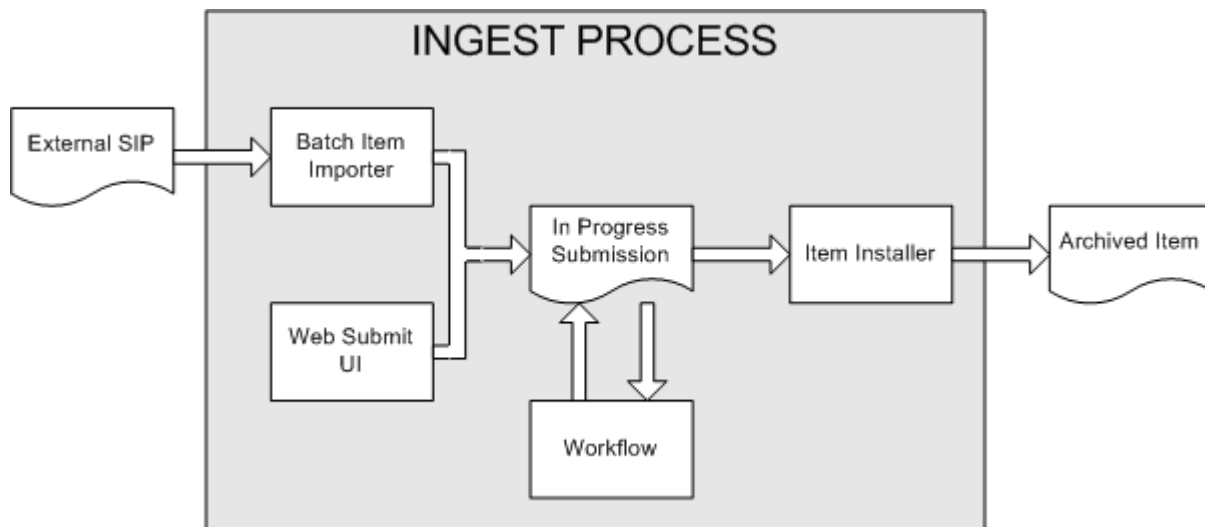 INGEST PROCESS
External SIP
Batch Item
Importer
In Progress
Submission
Item Installer
Archived Item
Web Submit
UI
Workflow